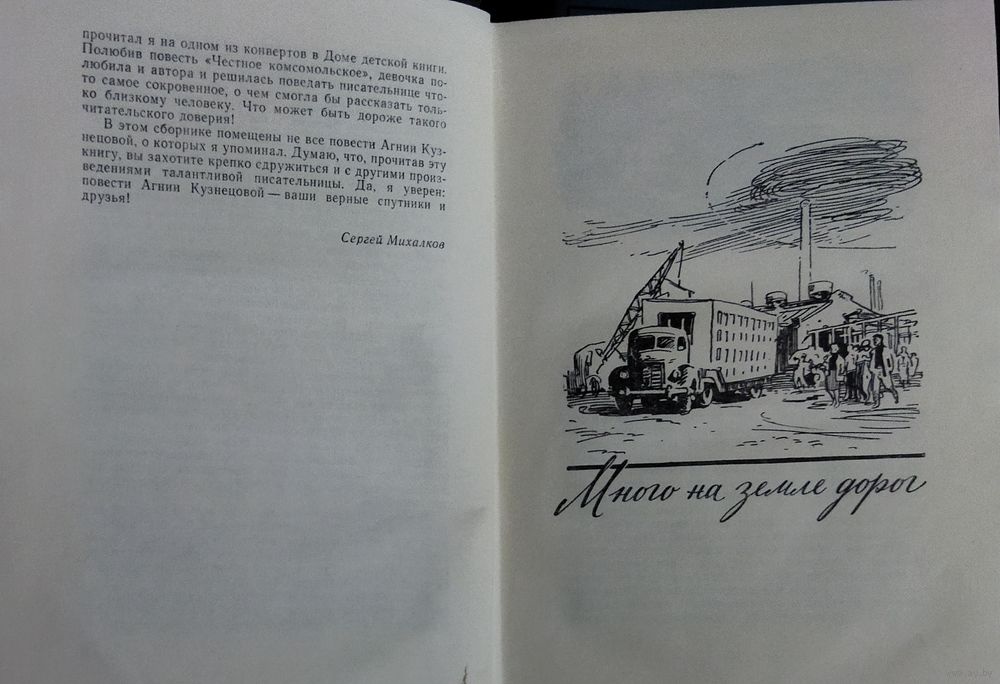 прочитал я на одном из конвертов в Доме детской книги.
Полюбив повесть «Честное комсомольское», девочка по-
любила и автора и решилась поведать писательнице что-
то самое сокровенное, о чем смогла бы рассказать толь-
ко близкому человеку. Что может быть дороже такого
читательского доверия!
В этом сборнике помещены не все повести Агнии Куз-
нецовой, о которых я упоминал. Думаю, что, прочитав эту
книгу, вы захотите крепко сдружиться и с другими произ-
ведениями талантливой писательницы. Да, я уверен:
повести Агнии Кузнецовой — ваши верные спутники и
друзья!
Сергей Михалков
Много на земле дорог
www.ay.by